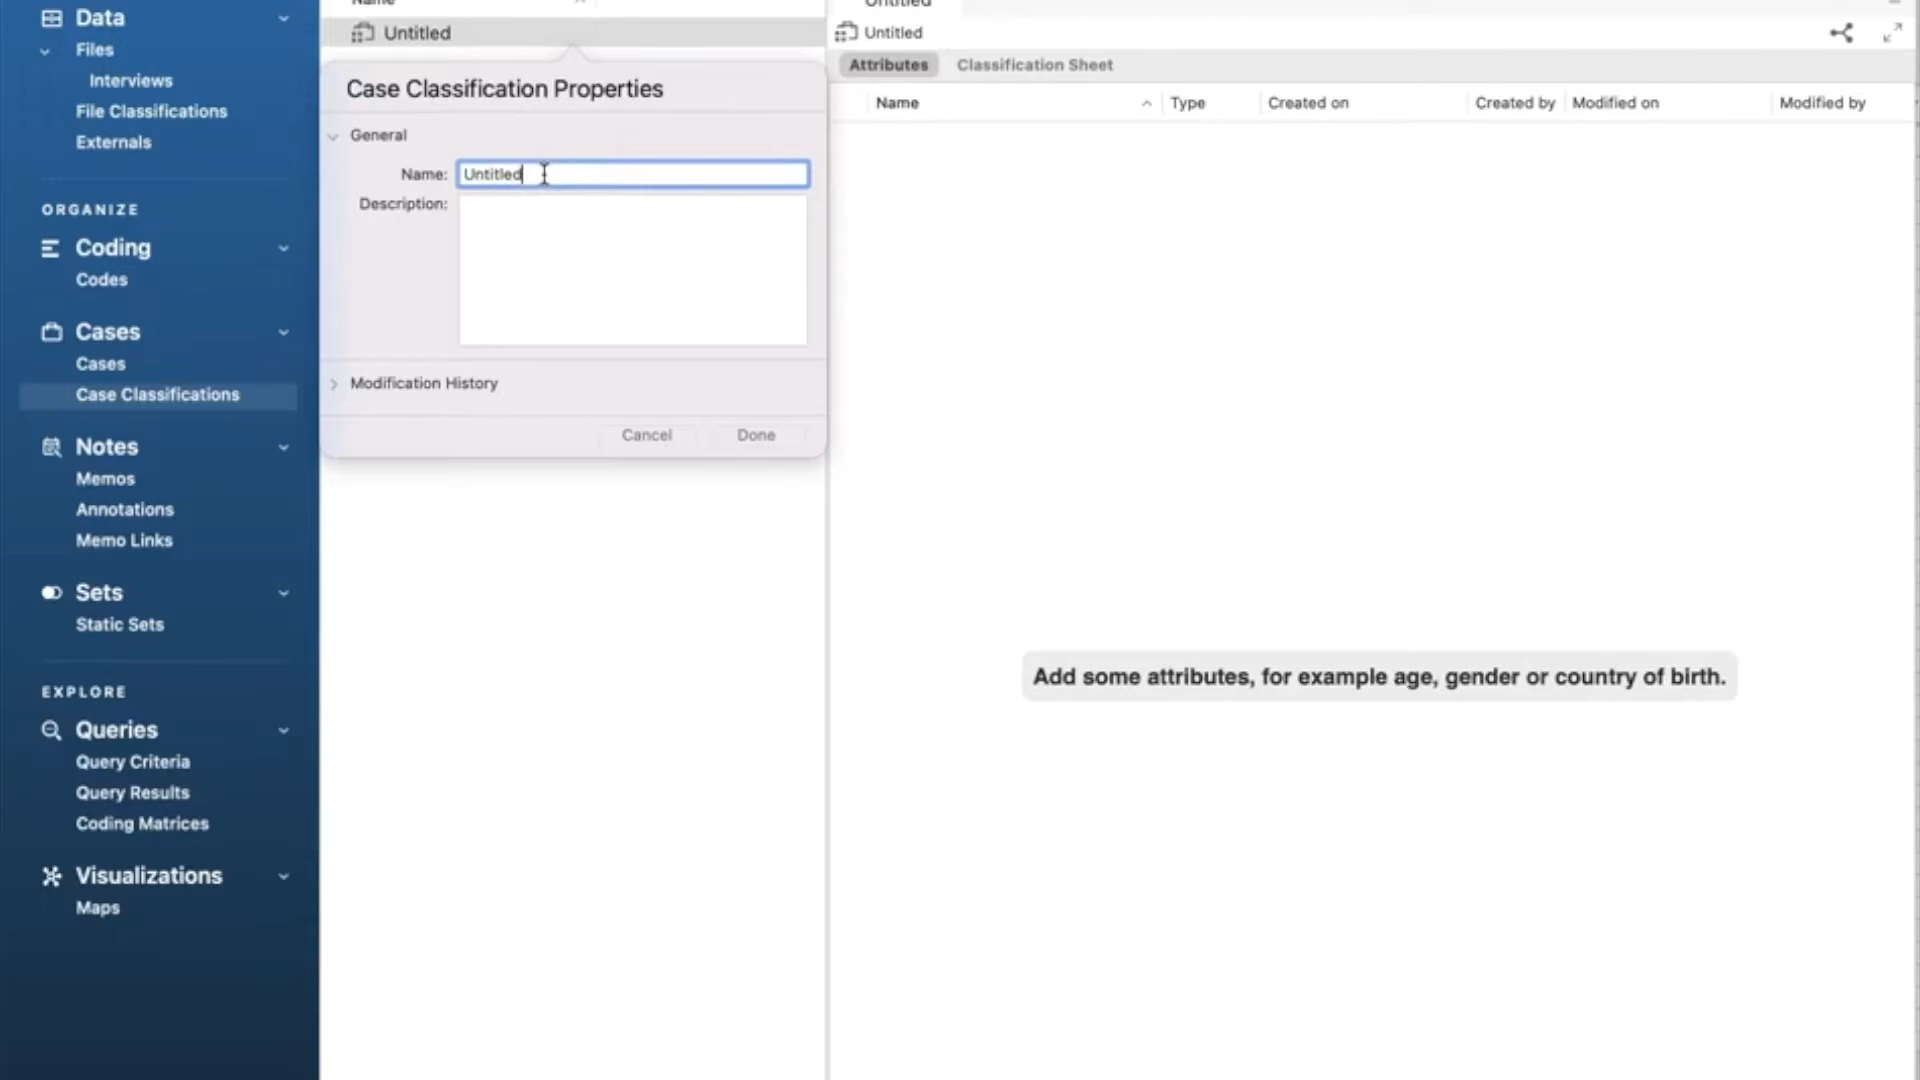 Data
Files
Interviews
File Classifications
Externals
ORGANIZE
Coding
Codes
Cases
Cases
Case Classifications
Notes
Memos
Annotations
Memo Links
Sets
Static Sets
EXPLORE
Queries
Query Criteria
Query Results
Coding Matrices
Visualizations
Maps
Name
Untitled
Case Classification Properties
General
Name: Untitled
Description:
Modification History
Cancel Done
Untitled
Untitled
Attributes Classification Sheet
Name Type Created on Created by Modified on Modified by
Add some attributes, for example age, gender or country of birth.